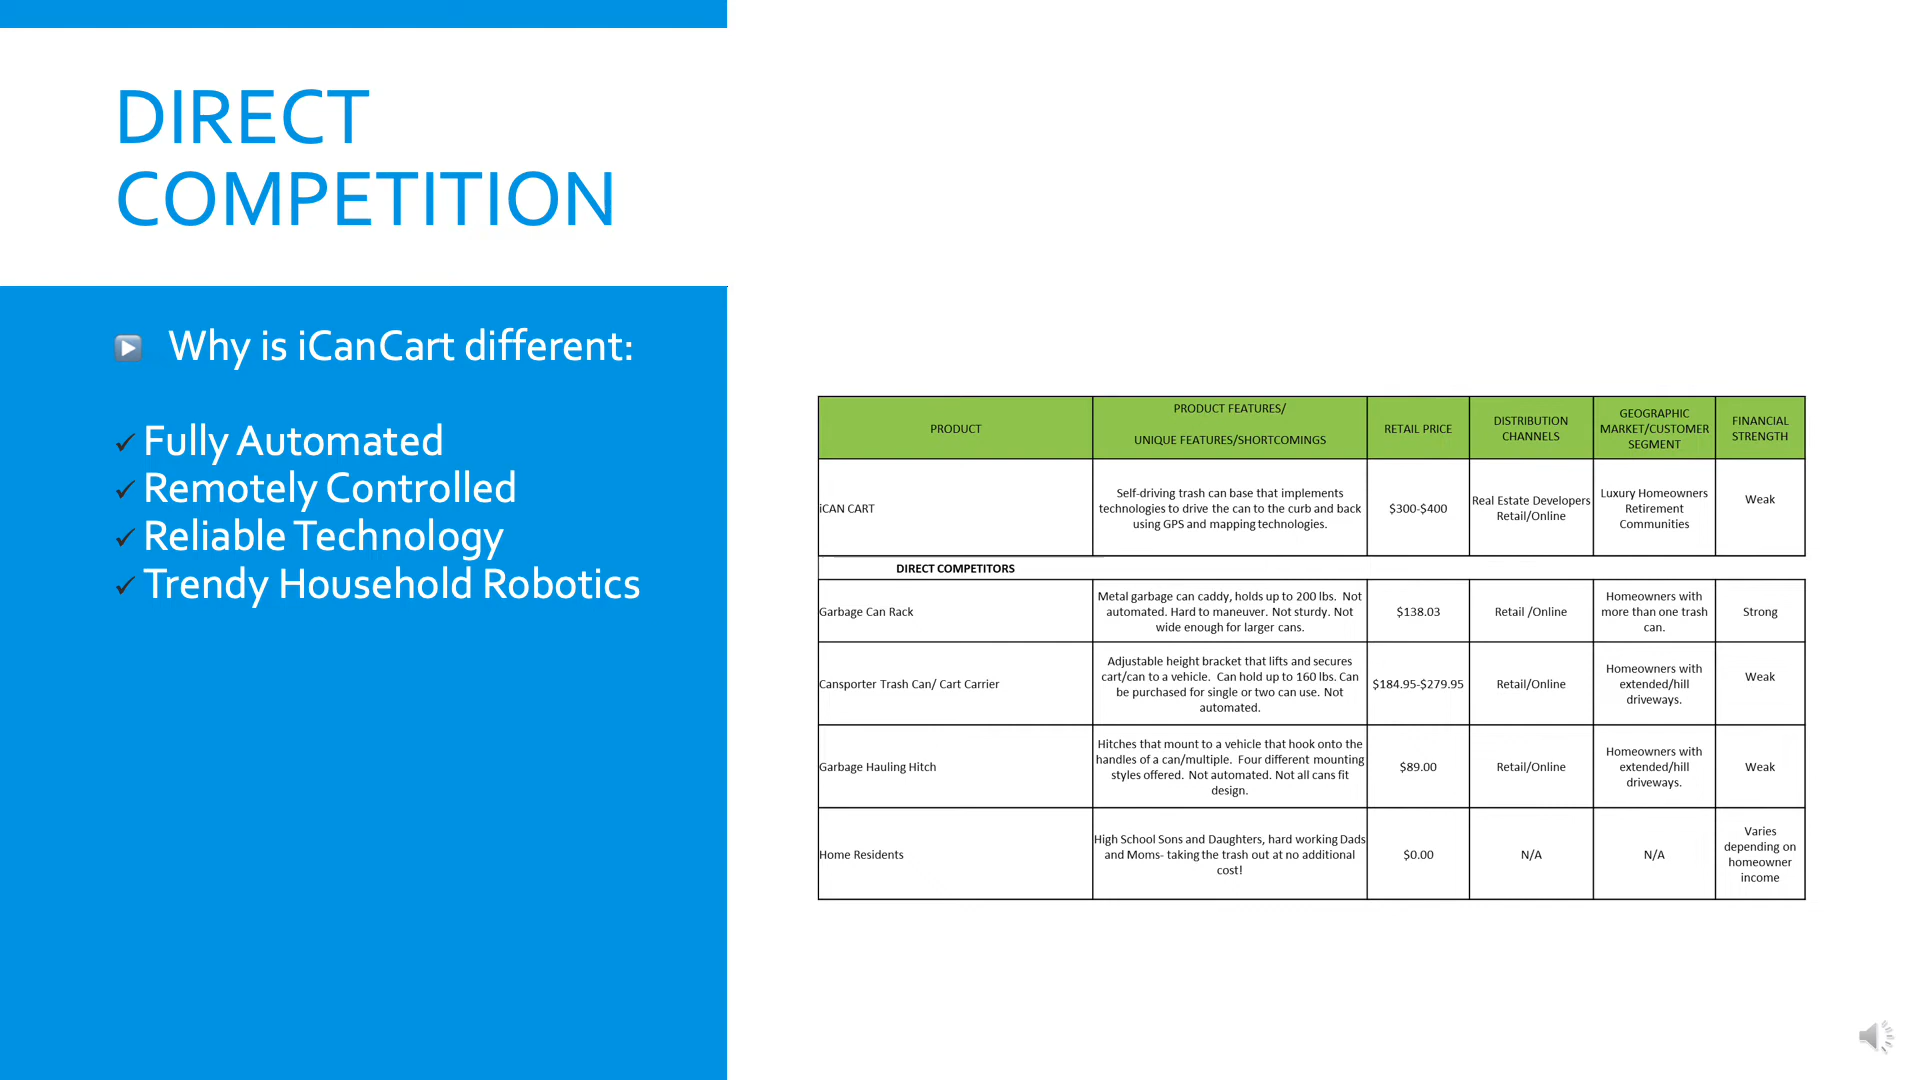 DIRECT
COMPETITION
Why is iCanCart different:
✓ Fully Automated
✓ Remotely Controlled
✓ Reliable Technology
✓ Trendy Household Robotics
PRODUCT
PRODUCT FEATURES/
UNIQUE FEATURES/SHORTCOMINGS
RETAIL PRICE
DISTRIBUTION
CHANNELS
GEOGRAPHIC
MARKET/CUSTOMER
SEGMENT
FINANCIAL
STRENGTH
iCAN CART
Self-driving trash can base that implements
technologies to drive the can to the curb and back
using GPS and mapping technologies.
$300-$400
Real Estate Developers
Retail/Online
Luxury Homeowners
Retirement
Communities
Weak
DIRECT COMPETITORS
Garbage Can Rack
Metal garbage can caddy, holds up to 200 lbs. Not
automated. Hard to maneuver. Not sturdy. Not
wide enough for larger cans.
$138.03
Retail /Online
Homeowners with
more than one trash
can.
Strong
Cansporter Trash Can/ Cart Carrier
Adjustable height bracket that lifts and secures
cart/can to a vehicle. Can hold up to 160 lbs. Can
be purchased for single or two can use. Not
automated.
$184.95-$279.95
Retail/Online
Homeowners with
extended/hill
driveways.
Weak
Garbage Hauling Hitch
Hitches that mount to a vehicle that hook onto the
handles of a can/multiple. Four different mounting
styles offered. Not automated. Not all cans fit
design.
$89.00
Retail/Online
Homeowners with
extended/hill
driveways.
Weak
Home Residents
High School Sons and Daughters, hard working Dads
and Moms- taking the trash out at no additional
cost!
$0.00
N/A
N/A
Varies
depending on
homeowner
income